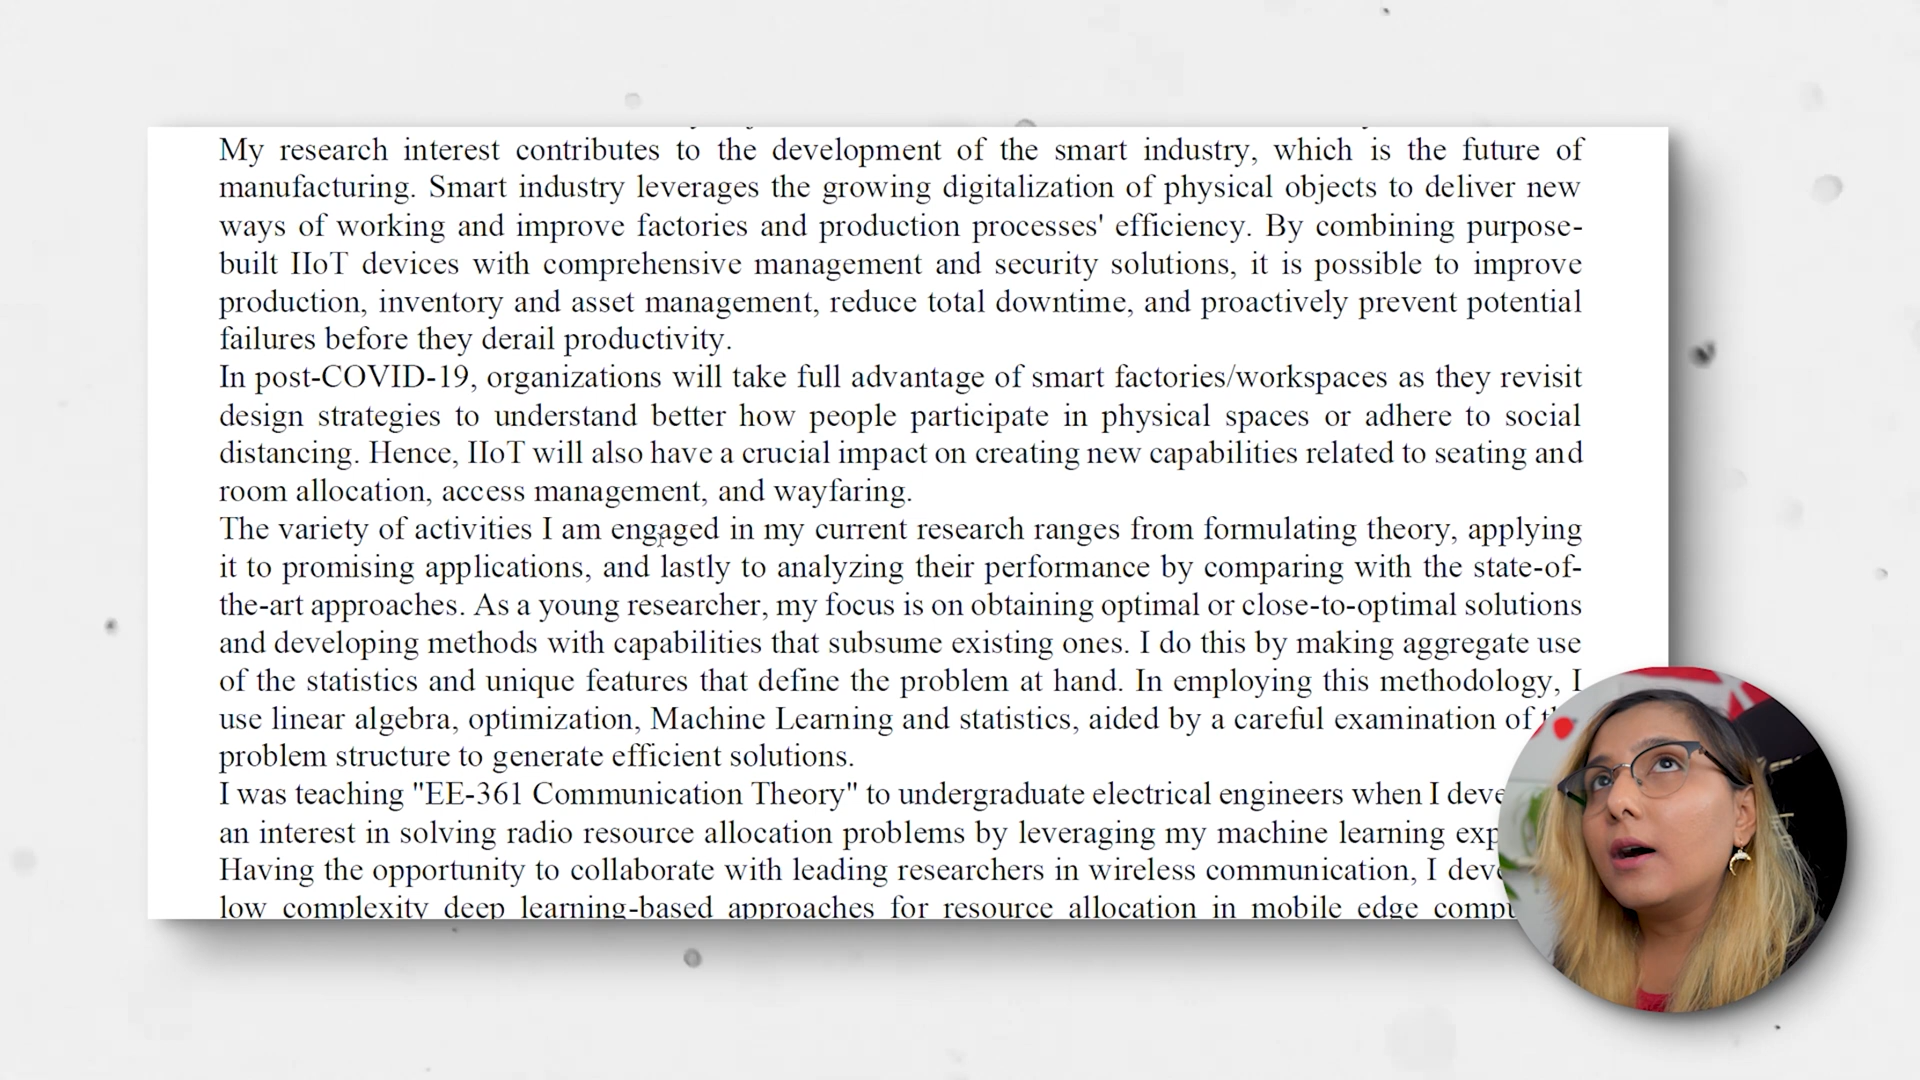 My research interest contributes to the development of the smart industry, which is the future of
manufacturing. Smart industry leverages the growing digitalization of physical objects to deliver new
ways of working and improve factories and production processes' efficiency. By combining purpose-
built IIoT devices with comprehensive management and security solutions, it is possible to improve
production, inventory and asset management, reduce total downtime, and proactively prevent potential
failures before they derail productivity.
In post-COVID-19, organizations will take full advantage of smart factories/workspaces as they revisit
design strategies to understand better how people participate in physical spaces or adhere to social
distancing. Hence, IIoT will also have a crucial impact on creating new capabilities related to seating and
room allocation, access management, and wayfaring.
The variety of activities I am engaged in my current research ranges from formulating theory, applying
it to promising applications, and lastly to analyzing their performance by comparing with the state-of-
the-art approaches. As a young researcher, my focus is on obtaining optimal or close-to-optimal solutions
and developing methods with capabilities that subsume existing ones. I do this by making aggregate use
of the statistics and unique features that define the problem at hand. In employing this methodology, I
use linear algebra, optimization, Machine Learning and statistics, aided by a careful examination of
problem structure to generate efficient solutions.
I was teaching "EE-361 Communication Theory" to undergraduate electrical engineers when I
an interest in solving radio resource allocation problems by leveraging my machine learning
Having the opportunity to collaborate with leading researchers in wireless communication, I
low complexity deep learning-based approaches for resource allocation in mobile edge